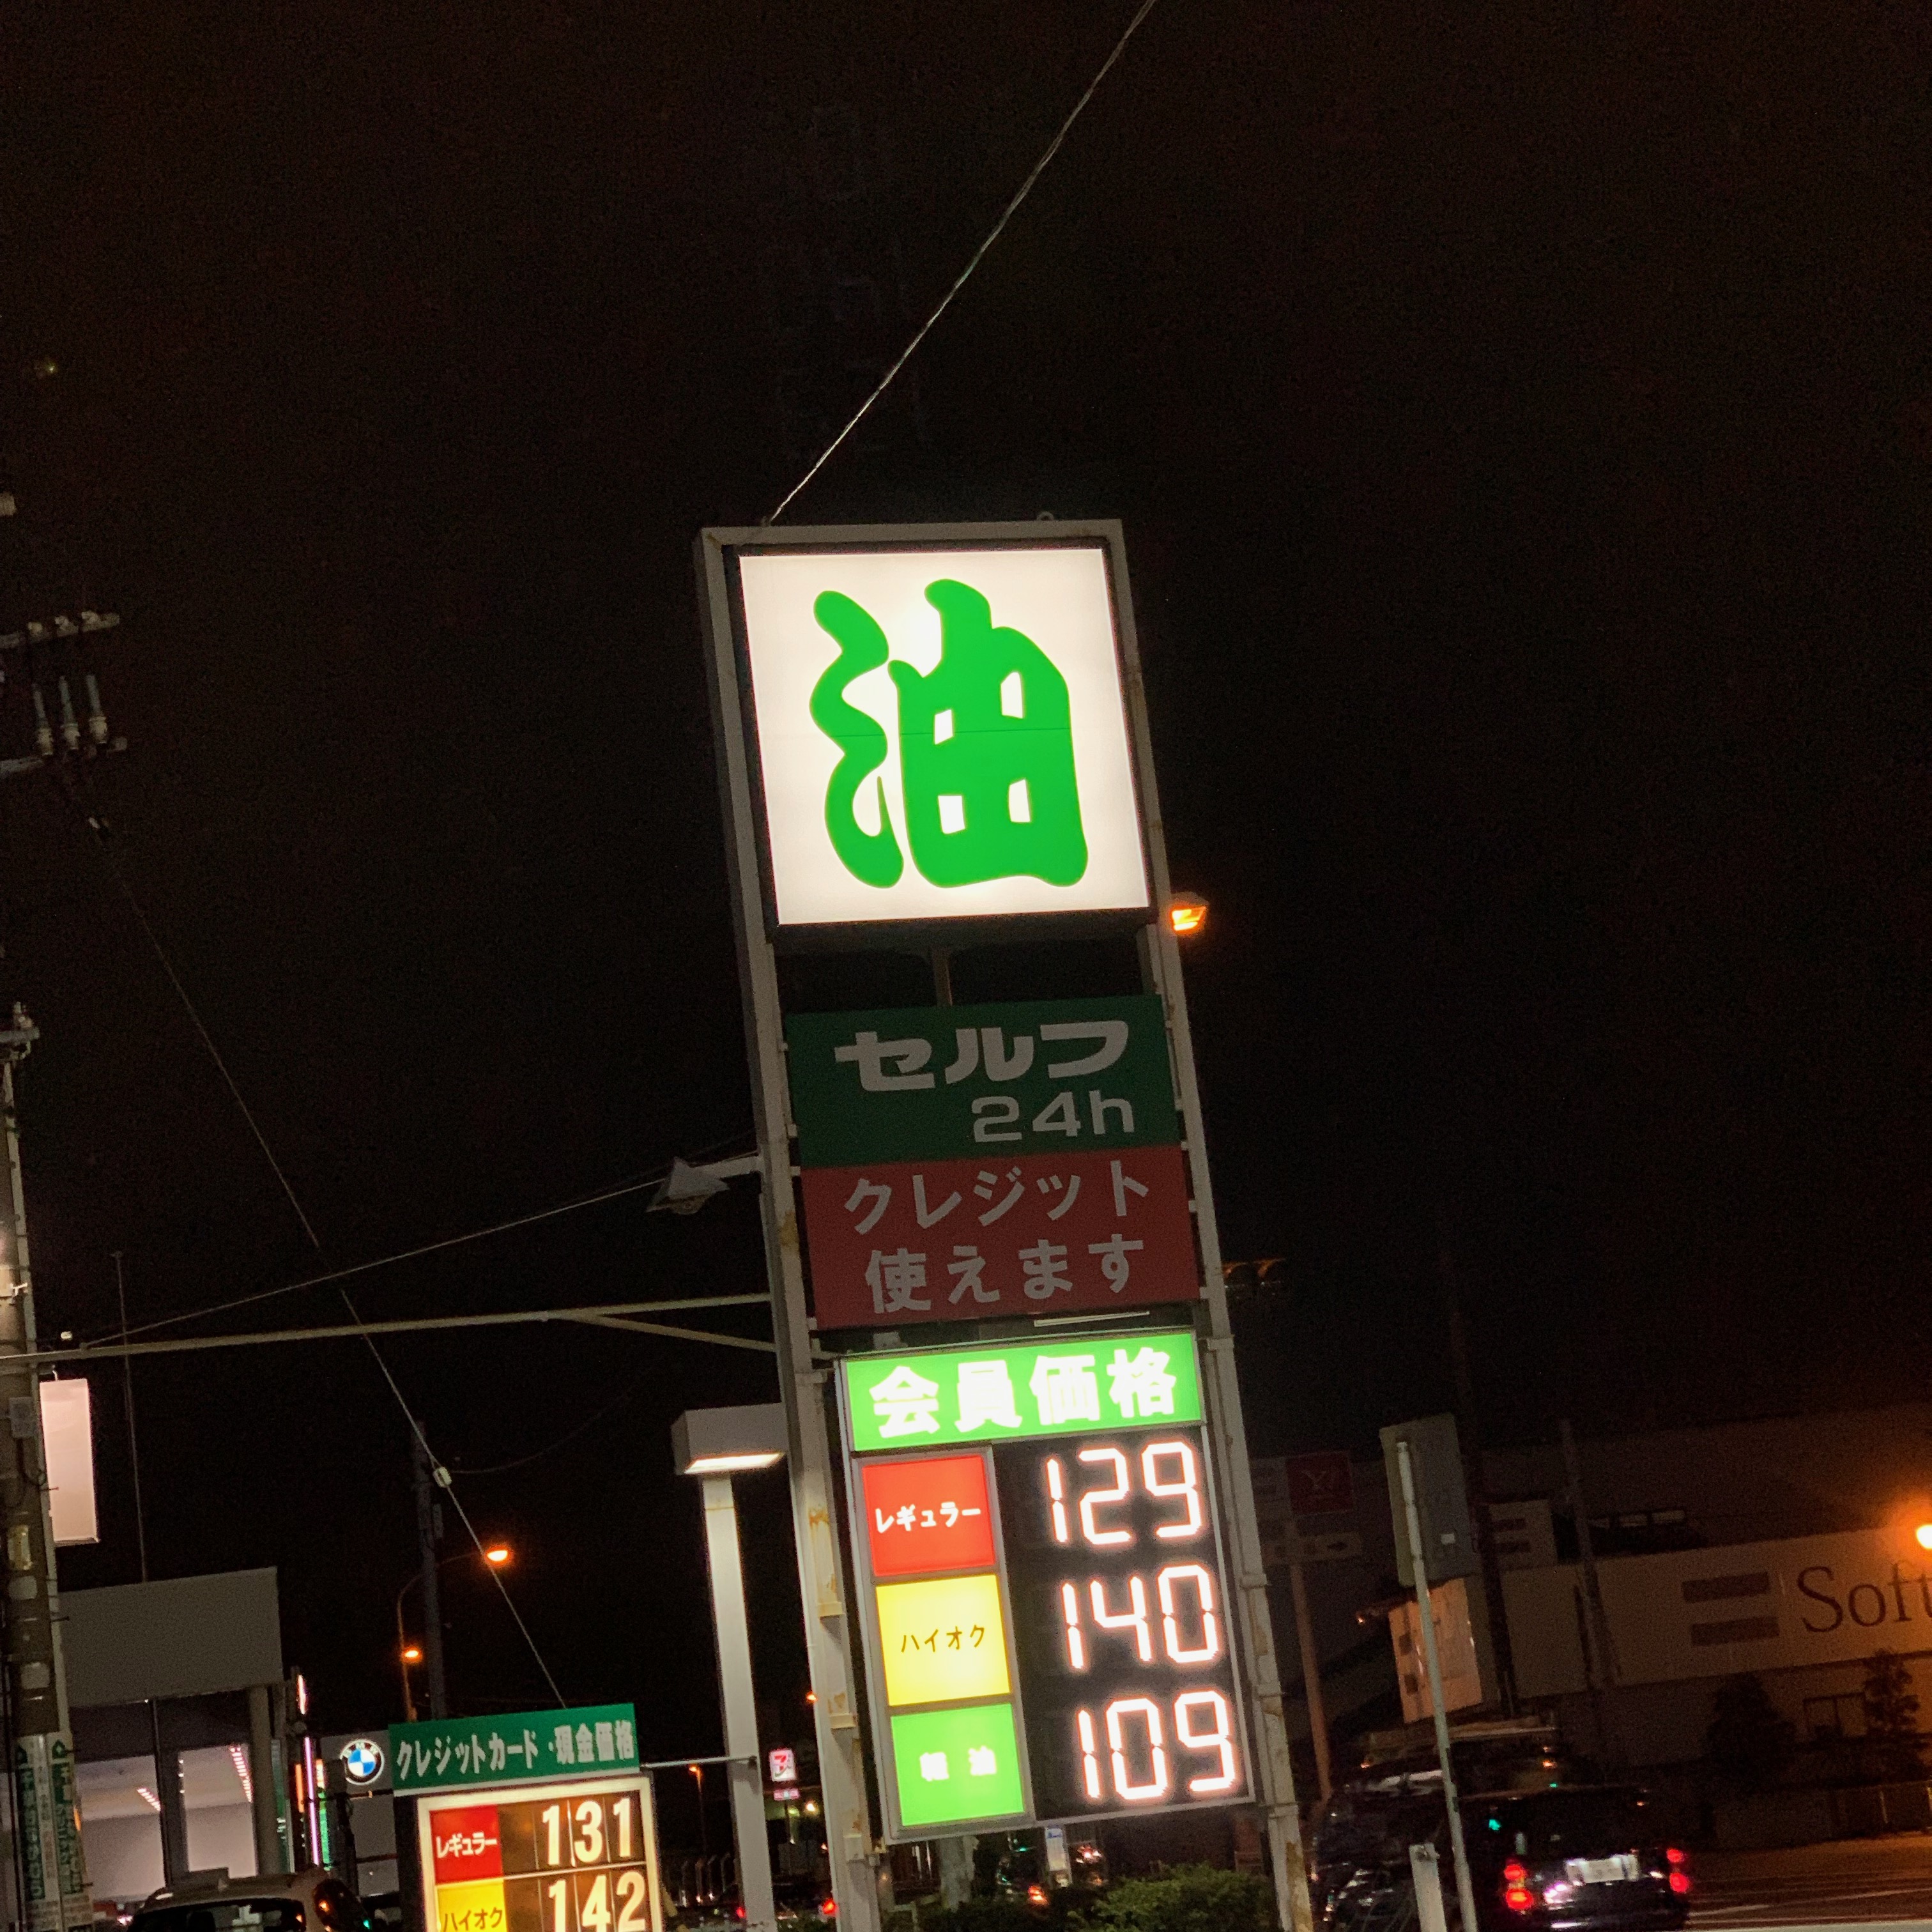 油
セルフ
24h
クレジット
使えます
会員価格
レギュラー 129
ハイオク 140
軽油 109
クレジットカード・現金価格
レギュラー 131
ハイオク 142
BMW
Y!
Soft